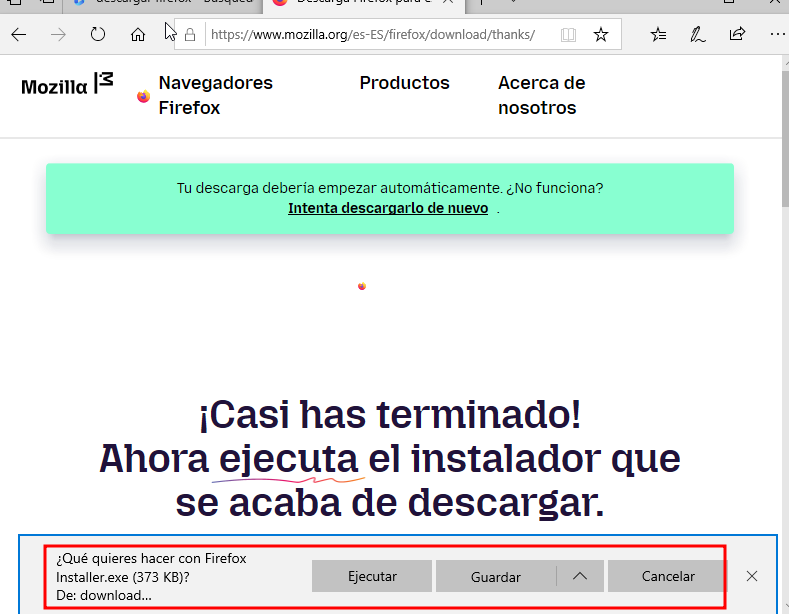 descargar firefox - Búsqued
Descarga Firefox para e
https://www.mozilla.org/es-ES/firefox/download/thanks/
Mozilla
Navegadores
Firefox
Productos
Acerca de
nosotros
Tu descarga debería empezar automáticamente. ¿No funciona?
Intenta descargarlo de nuevo .
¡Casi has terminado!
Ahora ejecuta el instalador que
se acaba de descargar.
¿Qué quieres hacer con Firefox
Installer.exe (373 KB)?
De: download...
Ejecutar
Guardar
Cancelar